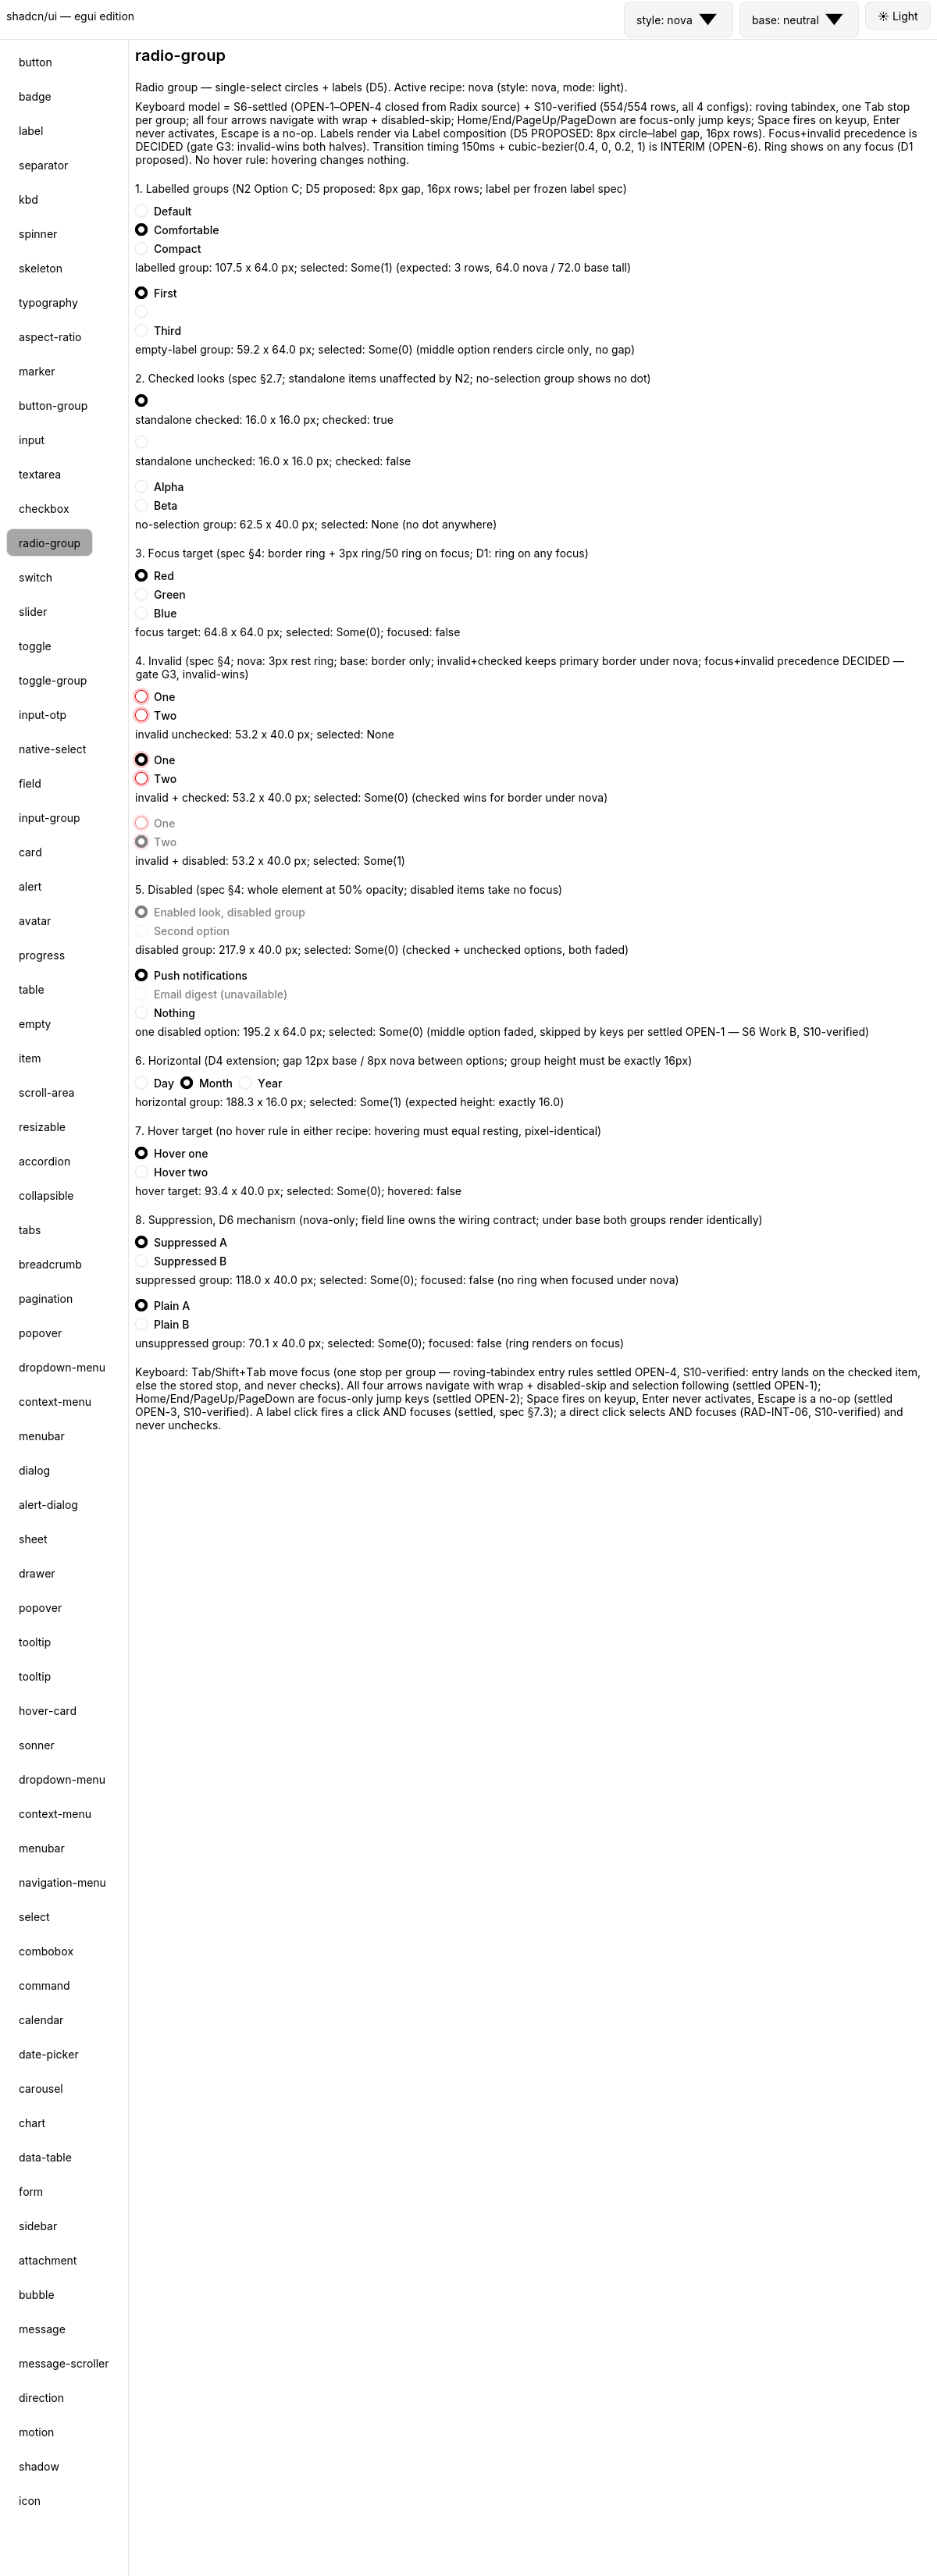 shadcn/ui — egui edition
style: nova
base: neutral
☀ Light
button
badge
label
separator
kbd
spinner
skeleton
typography
aspect-ratio
marker
button-group
input
textarea
checkbox
radio-group
switch
slider
toggle
toggle-group
input-otp
native-select
field
input-group
card
alert
avatar
progress
table
empty
item
scroll-area
resizable
accordion
collapsible
tabs
breadcrumb
pagination
popover
dropdown-menu
context-menu
menubar
dialog
alert-dialog
sheet
drawer
popover
tooltip
tooltip
hover-card
sonner
dropdown-menu
context-menu
menubar
navigation-menu
select
combobox
command
calendar
date-picker
carousel
chart
data-table
form
sidebar
attachment
bubble
message
message-scroller
direction
motion
shadow
icon
radio-group
Radio group — single-select circles + labels (D5). Active recipe: nova (style: nova, mode: light).
Keyboard model = S6-settled (OPEN-1–OPEN-4 closed from Radix source) + S10-verified (554/554 rows, all 4 configs): roving tabindex, one Tab stop
per group; all four arrows navigate with wrap + disabled-skip; Home/End/PageUp/PageDown are focus-only jump keys; Space fires on keyup, Enter
never activates, Escape is a no-op. Labels render via Label composition (D5 PROPOSED: 8px circle–label gap, 16px rows). Focus+invalid precedence is
DECIDED (gate G3: invalid-wins both halves). Transition timing 150ms + cubic-bezier(0.4, 0, 0.2, 1) is INTERIM (OPEN-6). Ring shows on any focus (D1
proposed). No hover rule: hovering changes nothing.
1. Labelled groups (N2 Option C; D5 proposed: 8px gap, 16px rows; label per frozen label spec)
Default
Comfortable
Compact
labelled group: 107.5 x 64.0 px; selected: Some(1) (expected: 3 rows, 64.0 nova / 72.0 base tall)
First
Third
empty-label group: 59.2 x 64.0 px; selected: Some(0) (middle option renders circle only, no gap)
2. Checked looks (spec §2.7; standalone items unaffected by N2; no-selection group shows no dot)
standalone checked: 16.0 x 16.0 px; checked: true
standalone unchecked: 16.0 x 16.0 px; checked: false
Alpha
Beta
no-selection group: 62.5 x 40.0 px; selected: None (no dot anywhere)
3. Focus target (spec §4: border ring + 3px ring/50 ring on focus; D1: ring on any focus)
Red
Green
Blue
focus target: 64.8 x 64.0 px; selected: Some(0); focused: false
4. Invalid (spec §4; nova: 3px rest ring; base: border only; invalid+checked keeps primary border under nova; focus+invalid precedence DECIDED —
gate G3, invalid-wins)
One
Two
invalid unchecked: 53.2 x 40.0 px; selected: None
One
Two
invalid + checked: 53.2 x 40.0 px; selected: Some(0) (checked wins for border under nova)
One
Two
invalid + disabled: 53.2 x 40.0 px; selected: Some(1)
5. Disabled (spec §4: whole element at 50% opacity; disabled items take no focus)
Enabled look, disabled group
Second option
disabled group: 217.9 x 40.0 px; selected: Some(0) (checked + unchecked options, both faded)
Push notifications
Email digest (unavailable)
Nothing
one disabled option: 195.2 x 64.0 px; selected: Some(0) (middle option faded, skipped by keys per settled OPEN-1 — S6 Work B, S10-verified)
6. Horizontal (D4 extension; gap 12px base / 8px nova between options; group height must be exactly 16px)
Day Month Year
horizontal group: 188.3 x 16.0 px; selected: Some(1) (expected height: exactly 16.0)
7. Hover target (no hover rule in either recipe: hovering must equal resting, pixel-identical)
Hover one
Hover two
hover target: 93.4 x 40.0 px; selected: Some(0); hovered: false
8. Suppression, D6 mechanism (nova-only; field line owns the wiring contract; under base both groups render identically)
Suppressed A
Suppressed B
suppressed group: 118.0 x 40.0 px; selected: Some(0); focused: false (no ring when focused under nova)
Plain A
Plain B
unsuppressed group: 70.1 x 40.0 px; selected: Some(0); focused: false (ring renders on focus)
Keyboard: Tab/Shift+Tab move focus (one stop per group — roving-tabindex entry rules settled OPEN-4, S10-verified: entry lands on the checked item,
else the stored stop, and never checks). All four arrows navigate with wrap + disabled-skip and selection following (settled OPEN-1);
Home/End/PageUp/PageDown are focus-only jump keys (settled OPEN-2); Space fires on keyup, Enter never activates, Escape is a no-op (settled
OPEN-3, S10-verified). A label click fires a click AND focuses (settled, spec §7.3); a direct click selects AND focuses (RAD-INT-06, S10-verified) and
never unchecks.